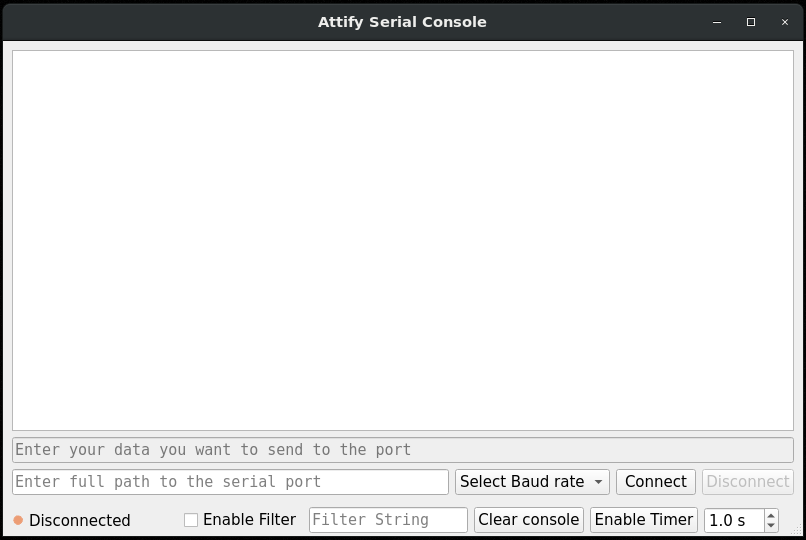 Attify Serial Console
Enter your data you want to send to the port
Enter full path to the serial port Select Baud rate Connect Disconnect
Disconnected Enable Filter Filter String Clear console Enable Timer 1.0 s